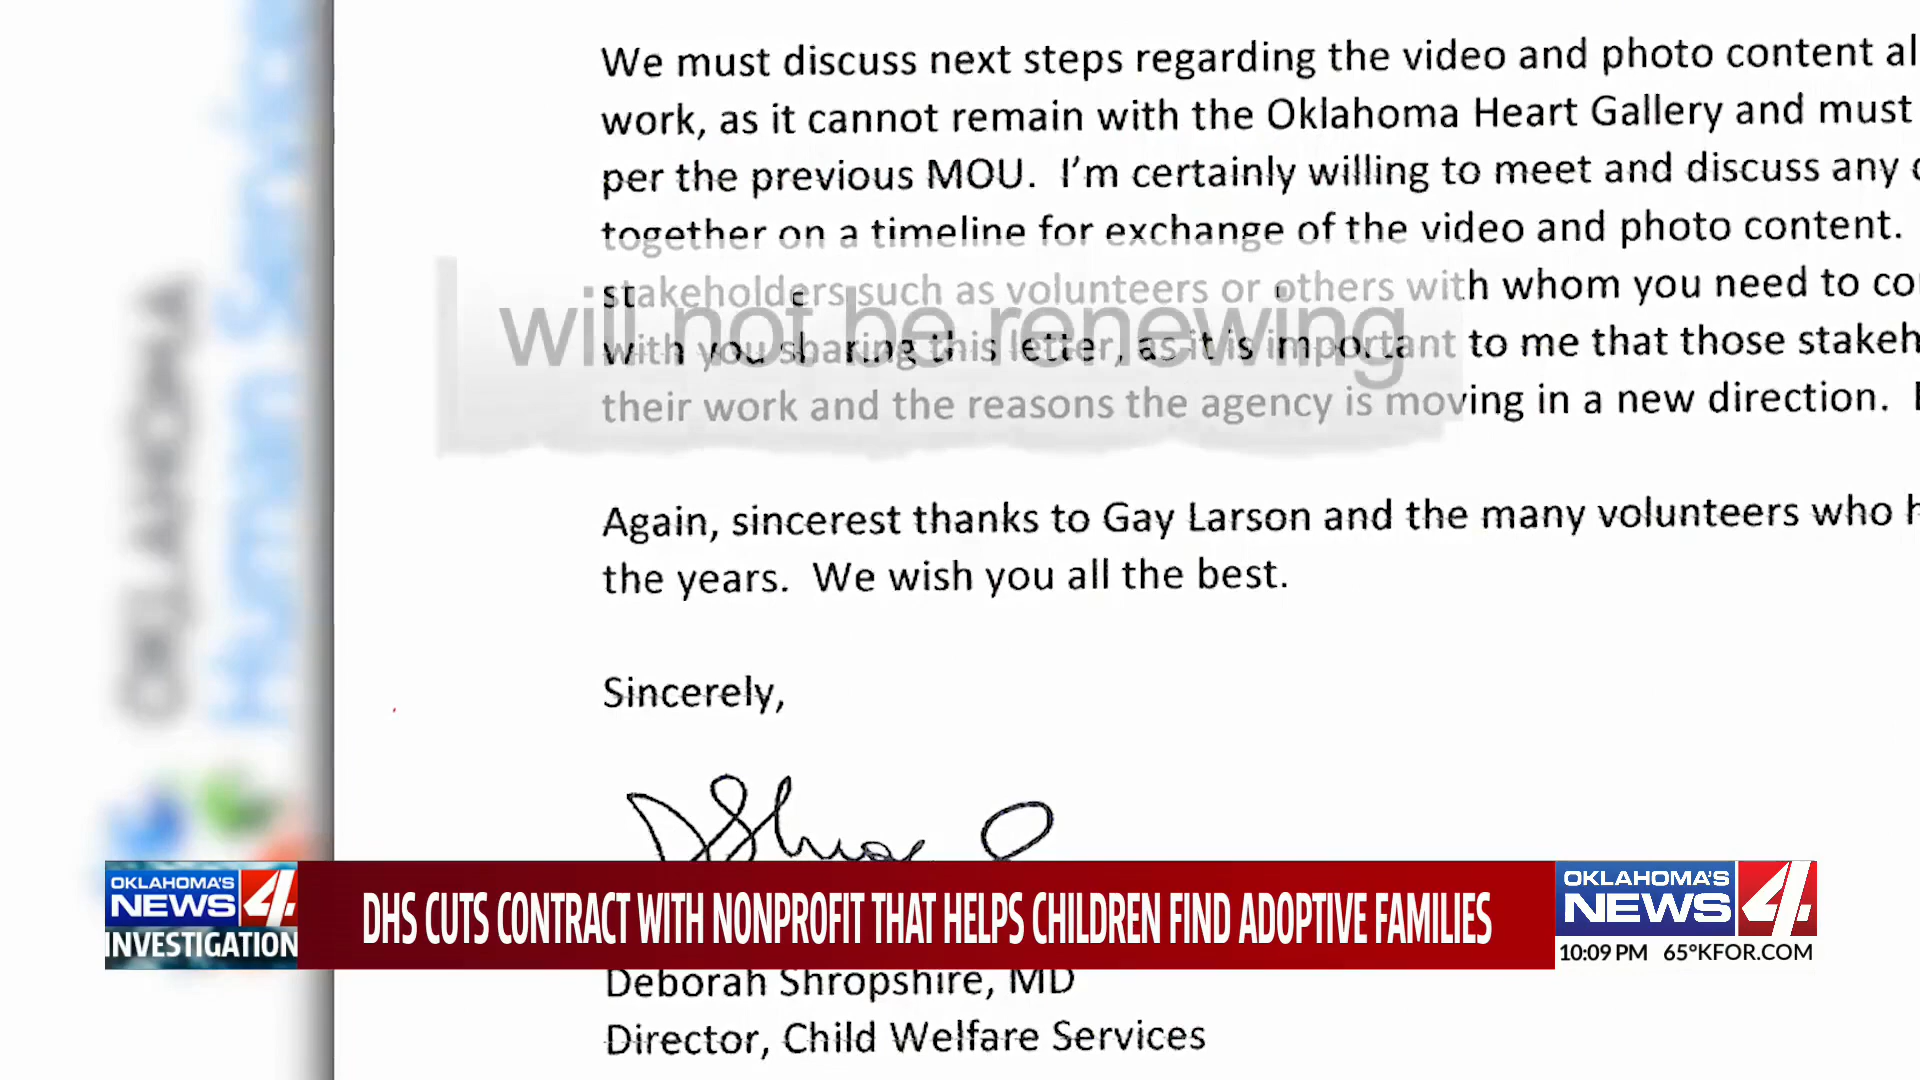 We must discuss next steps regarding the video and photo content
work, as it cannot remain with the Oklahoma Heart Gallery and must
per the previous MOU. I'm certainly willing to meet and discuss any
together on a timeline for exchange of the video and photo content.
stakeholders such as volunteers or others with whom you need to
will not be renewing
with you sharing this letter, as it is important to me that those
their work and the reasons the agency is moving in a new direction.
Again, sincerest thanks to Gay Larson and the many volunteers who
the years. We wish you all the best.
Sincerely,
Deborah Shropshire, MD
Director, Child Welfare Services
OKLAHOMA
Human Services
OKLAHOMA'S
NEWS 4
INVESTIGATION
DHS CUTS CONTRACT WITH NONPROFIT THAT HELPS CHILDREN FIND ADOPTIVE FAMILIES
OKLAHOMA'S
NEWS 4
10:09 PM 65° KFOR.COM